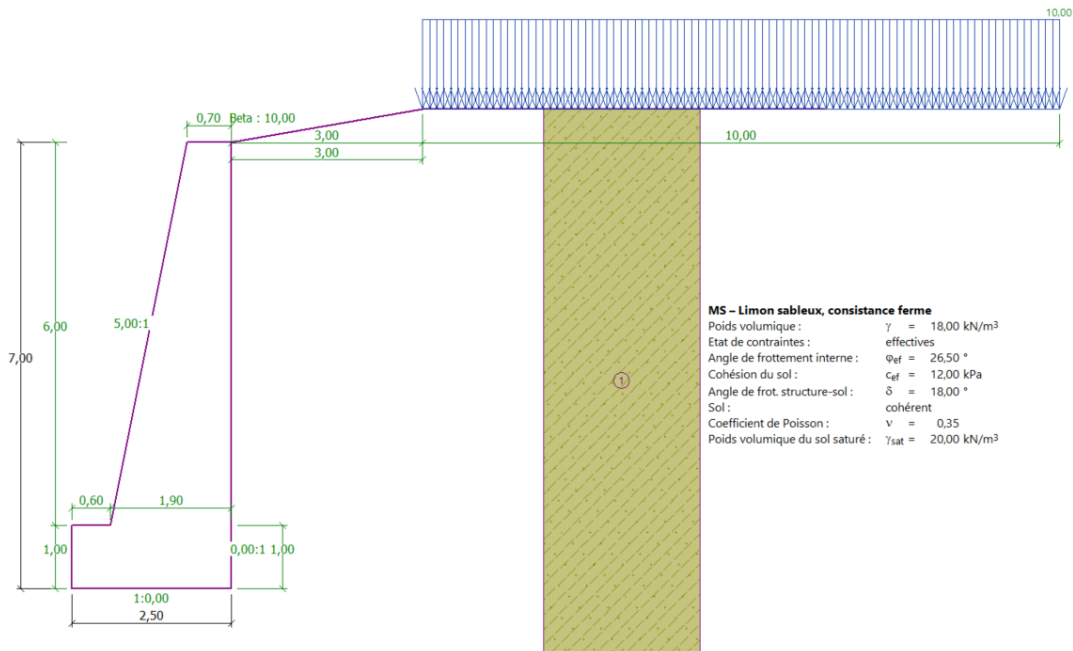 10,00
0,70 Beta : 10,00
3,00
10,00
3,00
6,00
5,00:1
7,00
MS – Limon sableux, consistance ferme
Poids volumique : γ = 18,00 kN/m³
Etat de contraintes : effectives
Angle de frottement interne : φef = 26,50 °
Cohésion du sol : cef = 12,00 kPa
Angle de frot. structure-sol : δ = 18,00 °
Sol : cohérent
Coefficient de Poisson : ν = 0,35
Poids volumique du sol saturé : γsat = 20,00 kN/m³
1
0,60 1,90
1,00 0,00:1 1,00
1:0,00
2,50